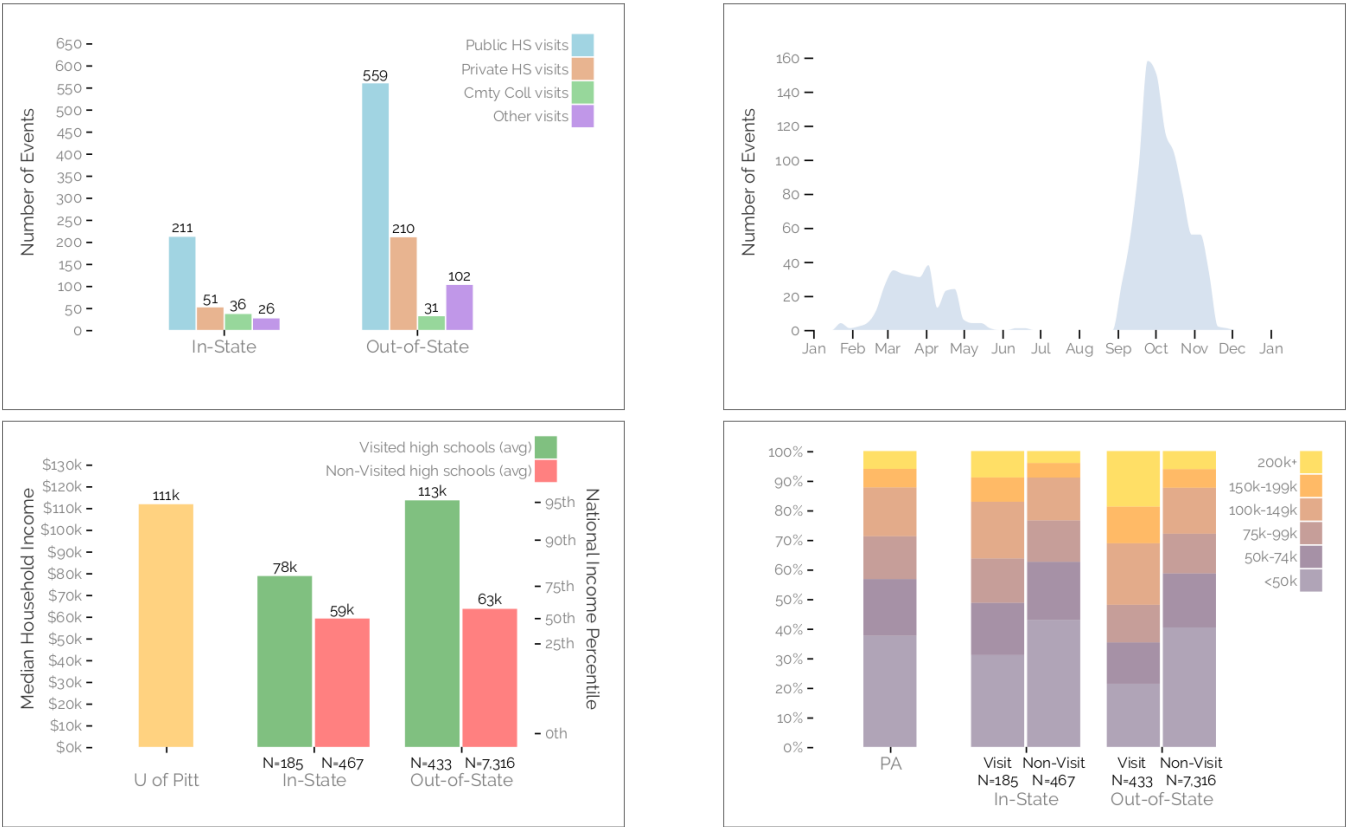 Number of Events
650
600
550
500
450
400
350
300
250
200
150
100
50
0
Public HS visits
Private HS visits
Cmty Coll visits
Other visits
211
51
36
26
559
210
31
102
In-State
Out-of-State
Number of Events
160
140
120
100
80
60
40
20
0
Jan Feb Mar Apr May Jun Jul Aug Sep Oct Nov Dec Jan
Median Household Income
$130k
$120k
$110k
$100k
$90k
$80k
$70k
$60k
$50k
$40k
$30k
$20k
$10k
$0k
Visited high schools (avg)
Non-Visited high schools (avg)
111k
78k
59k
113k
63k
95th
90th
75th
50th
25th
0th
National Income Percentile
N=185 N=467 N=433 N=7,316
U of Pitt In-State Out-of-State
100%
90%
80%
70%
60%
50%
40%
30%
20%
10%
0%
200k+
150k-199k
100k-149k
75k-99k
50k-74k
<50k
PA Visit Non-Visit Visit Non-Visit
N=185 N=467 N=433 N=7,316
In-State Out-of-State